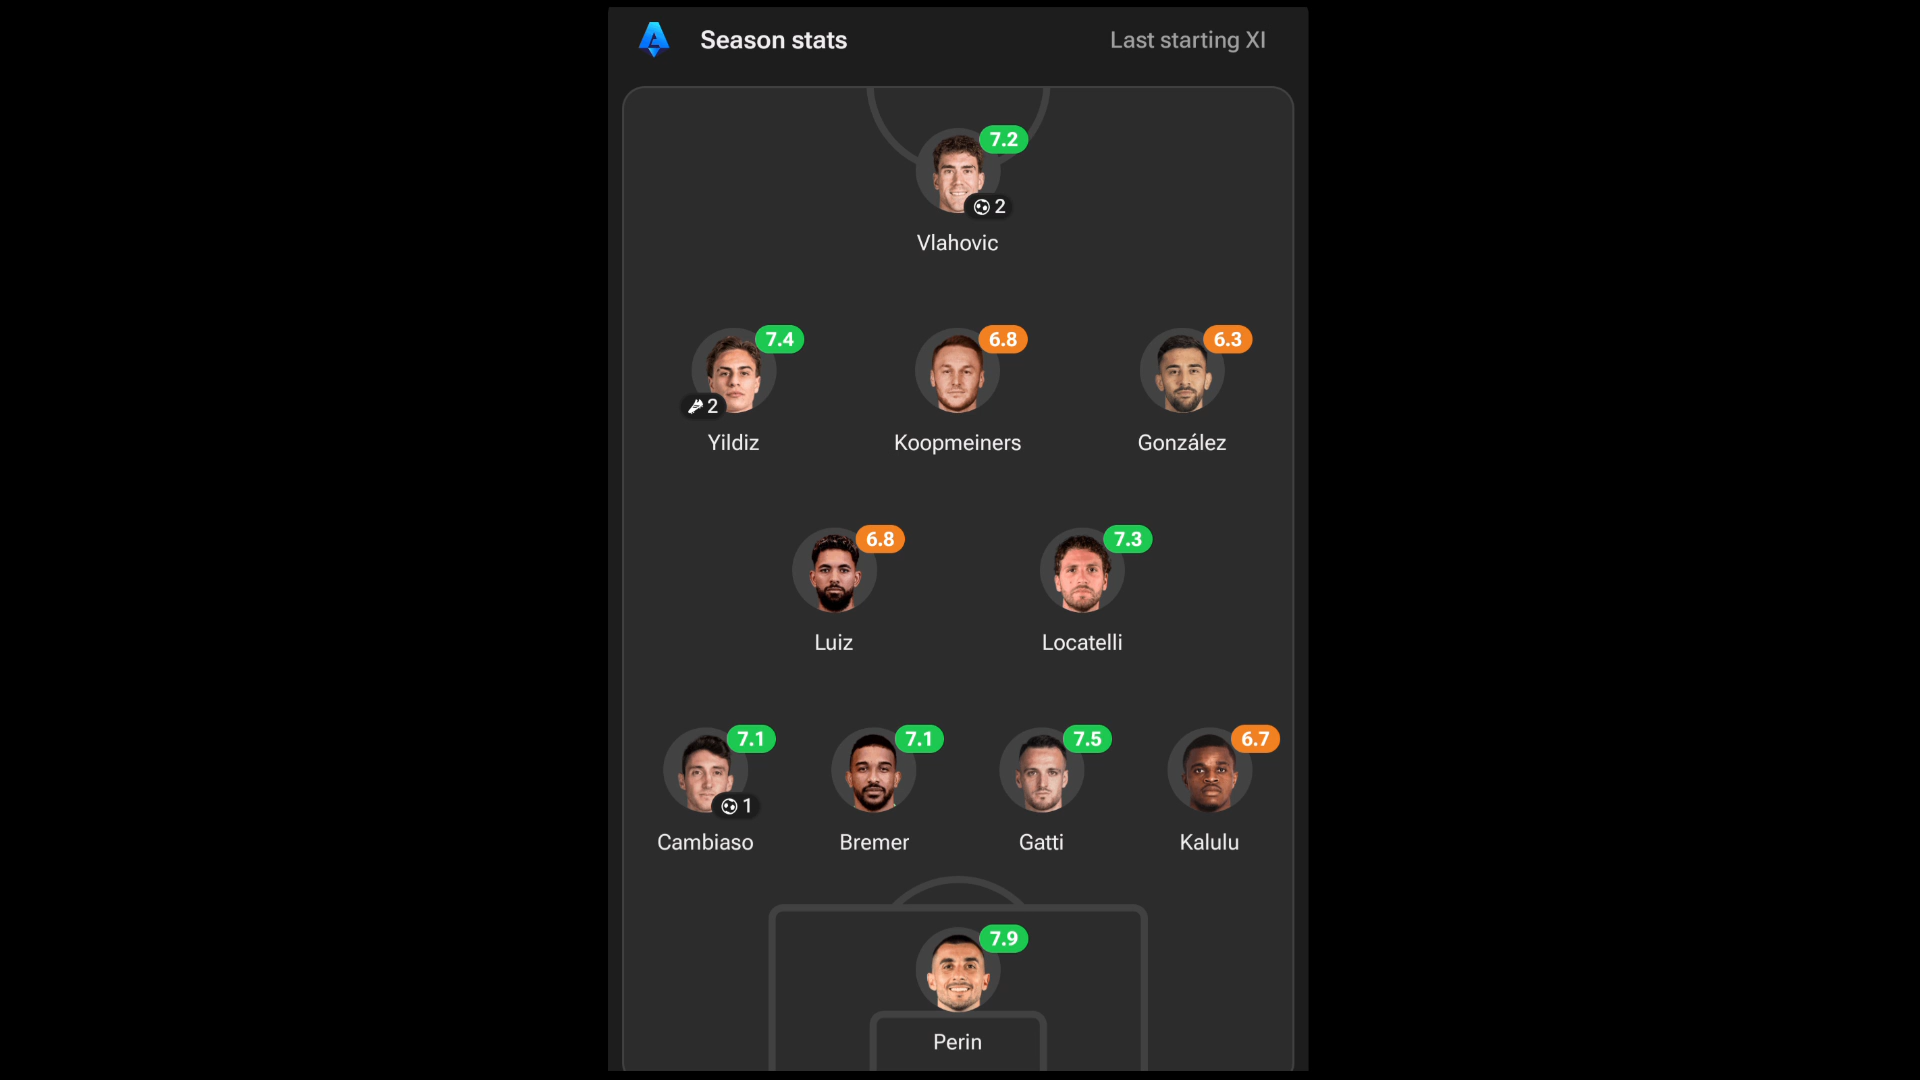 Season stats
Last starting XI
7.2
2
Vlahovic
7.4
2
Yildiz
6.8
Koopmeiners
6.3
González
6.8
Luiz
7.3
Locatelli
7.1
1
Cambiaso
7.1
Bremer
7.5
Gatti
6.7
Kalulu
7.9
Perin